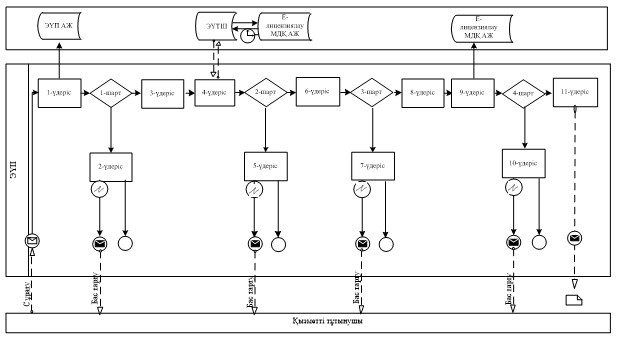 ЭҮП АЖ
ЭҮТШ
Е-
лицензиялау
МДҚ АЖ
Е-
лицензиялау
МДҚ АЖ
ЭҮП
1-үдеріс
1-шарт
3-үдеріс
4-үдеріс
2-шарт
6-үдеріс
3-шарт
8-үдеріс
9-үдеріс
4-шарт
11-үдеріс
2-үдеріс
5-үдеріс
7-үдеріс
10-үдеріс
Сұрату
Бас тарту
Бас тарту
Бас тарту
Бас тарту
Қызметті тұтынушы